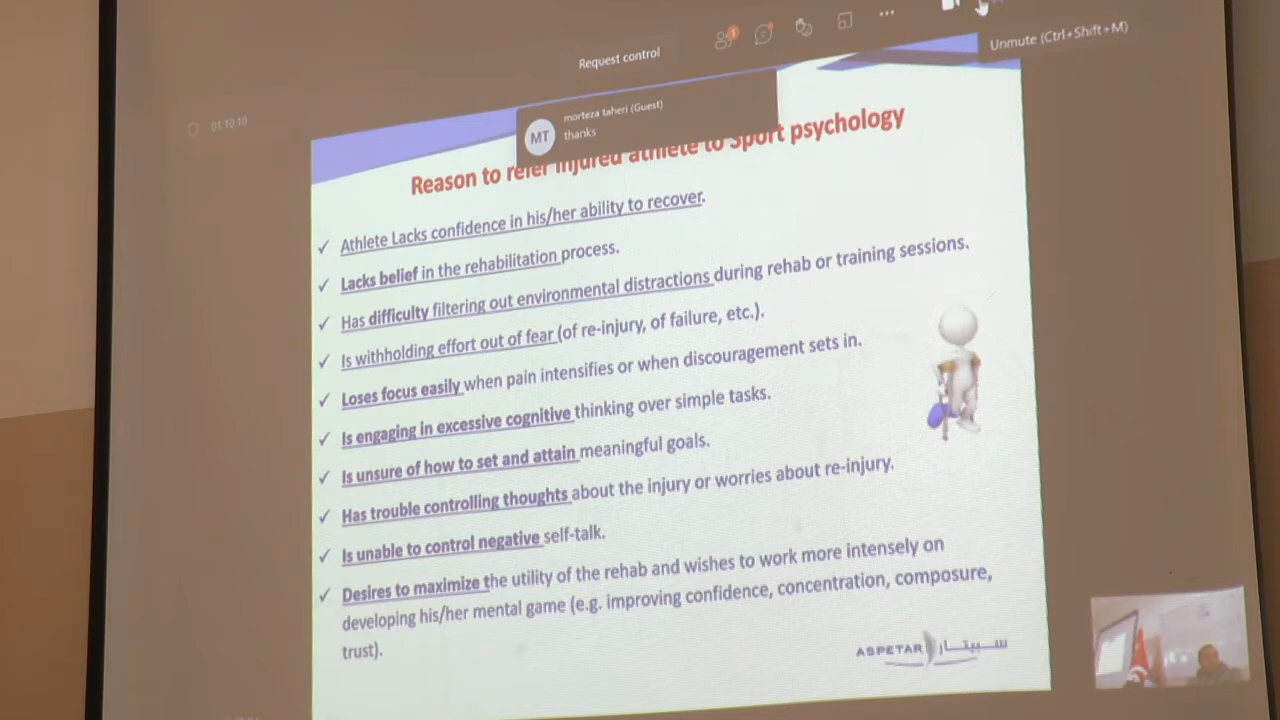 Request control
Unmute (Ctrl+Shift+M)
01:10:10
MT
morteza taheri (Guest)
thanks
Reason to refer injured athlete to Sport psychology
✓ Athlete Lacks confidence in his/her ability to recover.
✓ Lacks belief in the rehabilitation process.
✓ Has difficulty filtering out environmental distractions during rehab or training sessions.
✓ Is withholding effort out of fear (of re-injury, of failure, etc.).
✓ Loses focus easily when pain intensifies or when discouragement sets in.
✓ Is engaging in excessive cognitive thinking over simple tasks.
✓ Is unsure of how to set and attain meaningful goals.
✓ Has trouble controlling thoughts about the injury or worries about re-injury.
✓ Is unable to control negative self-talk.
✓ Desires to maximize the utility of the rehab and wishes to work more intensely on
developing his/her mental game (e.g. improving confidence, concentration, composure,
trust).
ASPETAR سبيتار